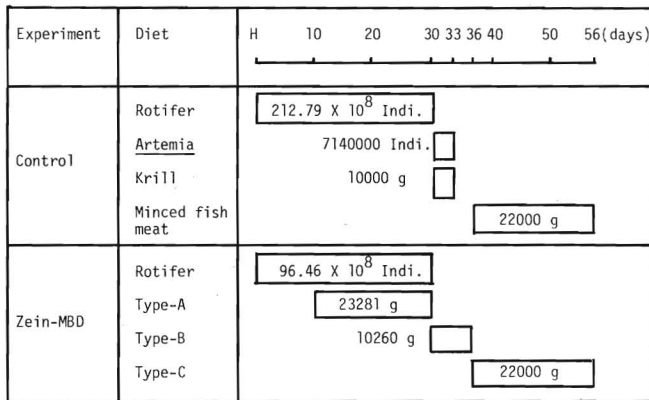 Experiment Diet H 10 20 30 33 36 40 50 56(days)
Rotifer 212.79 X 10⁸ Indi.
Artemia 7140000 Indi.
Control
Krill 10000 g
Minced fish meat 22000 g
Rotifer 96.46 X 10⁸ Indi.
Type-A 23281 g
Zein-MBD
Type-B 10260 g
Type-C 22000 g